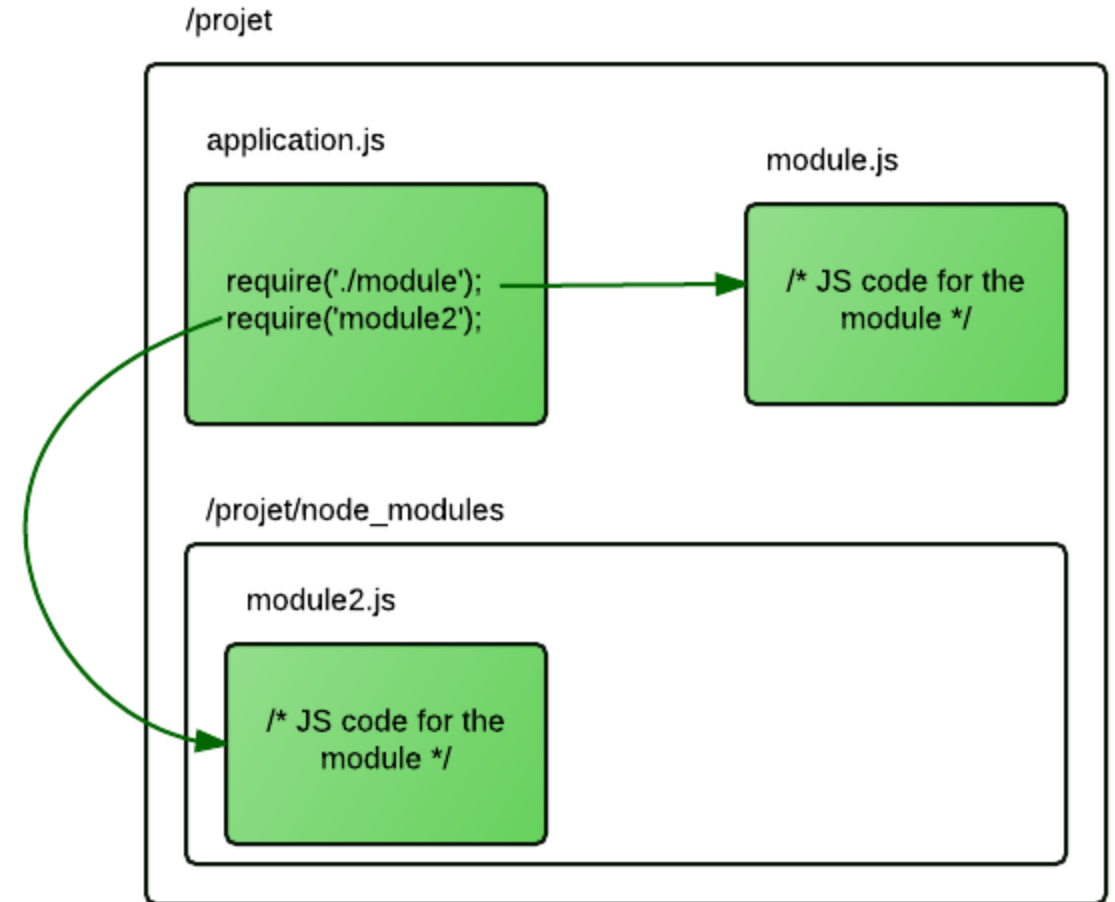 /projet
application.js
module.js
require('./module');
require('module2');
/* JS code for the
module */
/projet/node_modules
module2.js
/* JS code for the
module */